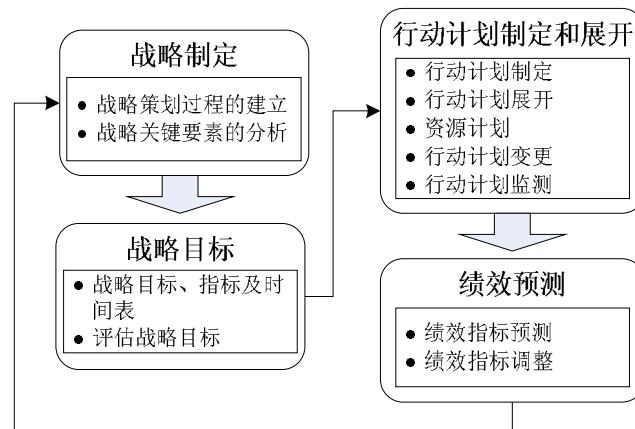 战略制定
● 战略策划过程的建立
● 战略关键要素的分析
战略目标
● 战略目标、指标及时
间表
● 评估战略目标
行动计划制定和展开
● 行动计划制定
● 行动计划展开
● 资源计划
● 行动计划变更
● 行动计划监测
绩效预测
● 绩效指标预测
● 绩效指标调整